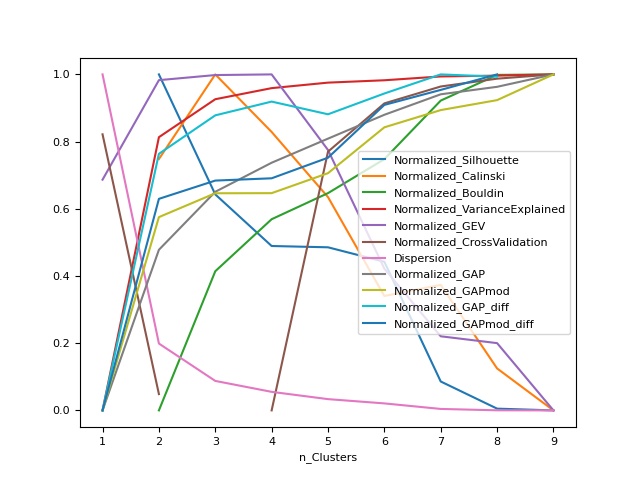 1.0
0.8
0.6
0.4
0.2
0.0
Normalized_Silhouette
Normalized_Calinski
Normalized_Bouldin
Normalized_VarianceExplained
Normalized_GEV
Normalized_CrossValidation
Dispersion
Normalized_GAP
Normalized_GAPmod
Normalized_GAP_diff
Normalized_GAPmod_diff
1 2 3 4 5 6 7 8 9
n_Clusters